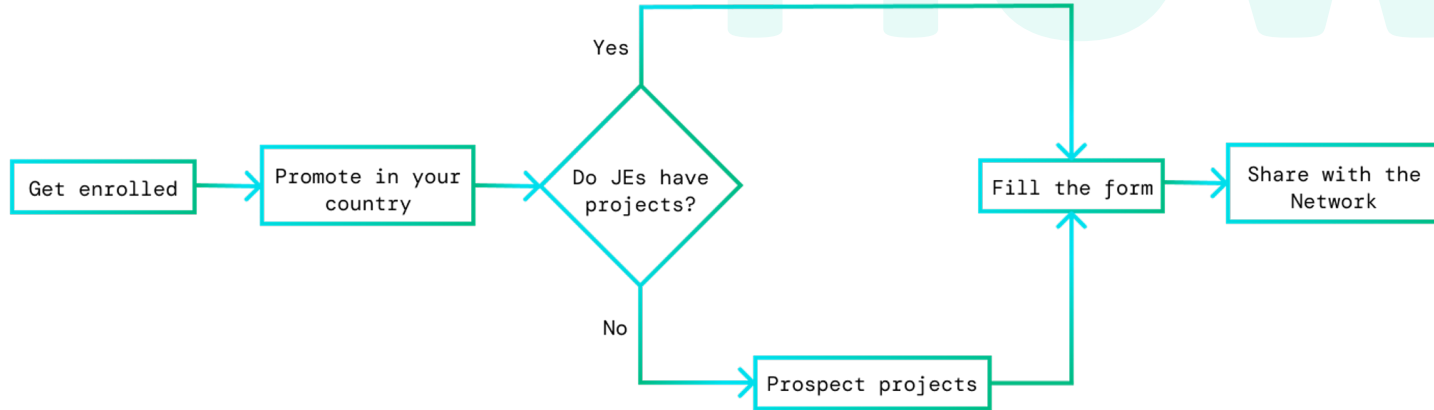 Yes
Get enrolled
Promote in your
country
Do JEs have
projects?
Fill the form
Share with the
Network
No
Prospect projects